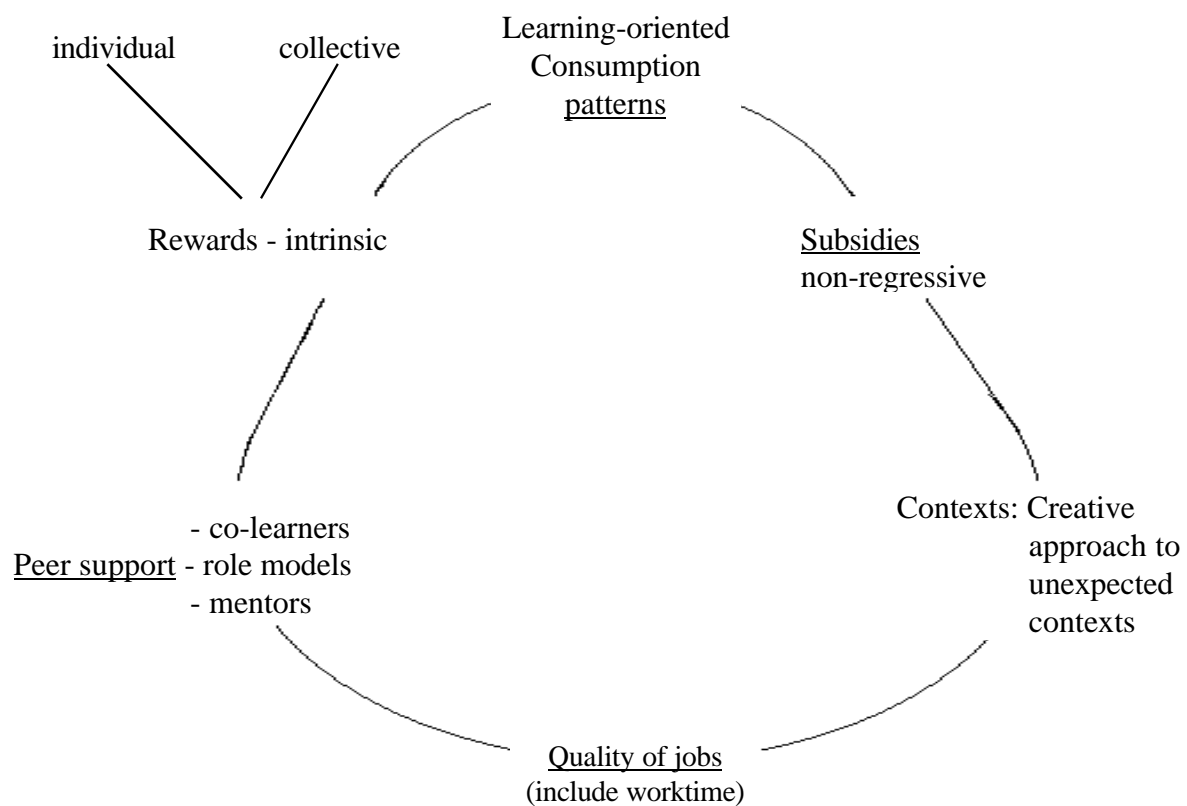 individual
collective
Learning-oriented
Consumption
patterns
Rewards - intrinsic
Subsidies
non-regressive
- co-learners
Peer support - role models
- mentors
Contexts: Creative
approach to
unexpected
contexts
Quality of jobs
(include worktime)